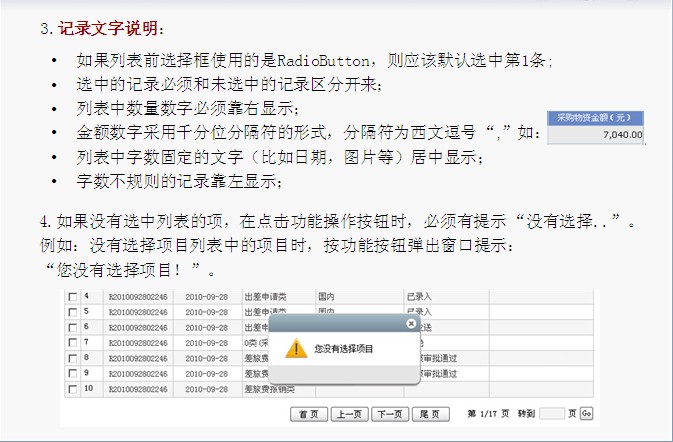 3. 记录文字说明：
• 如果列表前选择框使用的是RadioButton，则应该默认选中第1条;
• 选中的记录必须和未选中的记录区分开来;
• 列表中数量数字必须靠右显示;
• 金额数字采用千分位分隔符的形式，分隔符为西文逗号“,”如:
采购物资金额（元）
7,040.00
• 列表中字数固定的文字（比如日期，图片等）居中显示;
• 字数不规则的记录靠左显示;
4. 如果没有选中列表的项，在点击功能操作按钮时，必须有提示“没有选择..”。
例如：没有选择项目列表中的项目时，按功能按钮弹出窗口提示：
“您没有选择项目！”。
4 R2010092802246 2010-09-28 出差申请类 国内 已录入
5 R2010092802246 2010-09-28 出差申请类 国内 已录入
6 R2010092802246 2010-09-28 出差申
7 R2010092802246 2010-09-28
8 R2010092802246 2010-09-28 差旅费 审批通过
9 R2010092802246 2010-09-28 差旅费 审批通过
10 R2010092802246 2010-09-28 差旅费报销类
您没有选择项目
首 页 上一页 下一页 尾 页 第 1/17 页 转到 页 Go